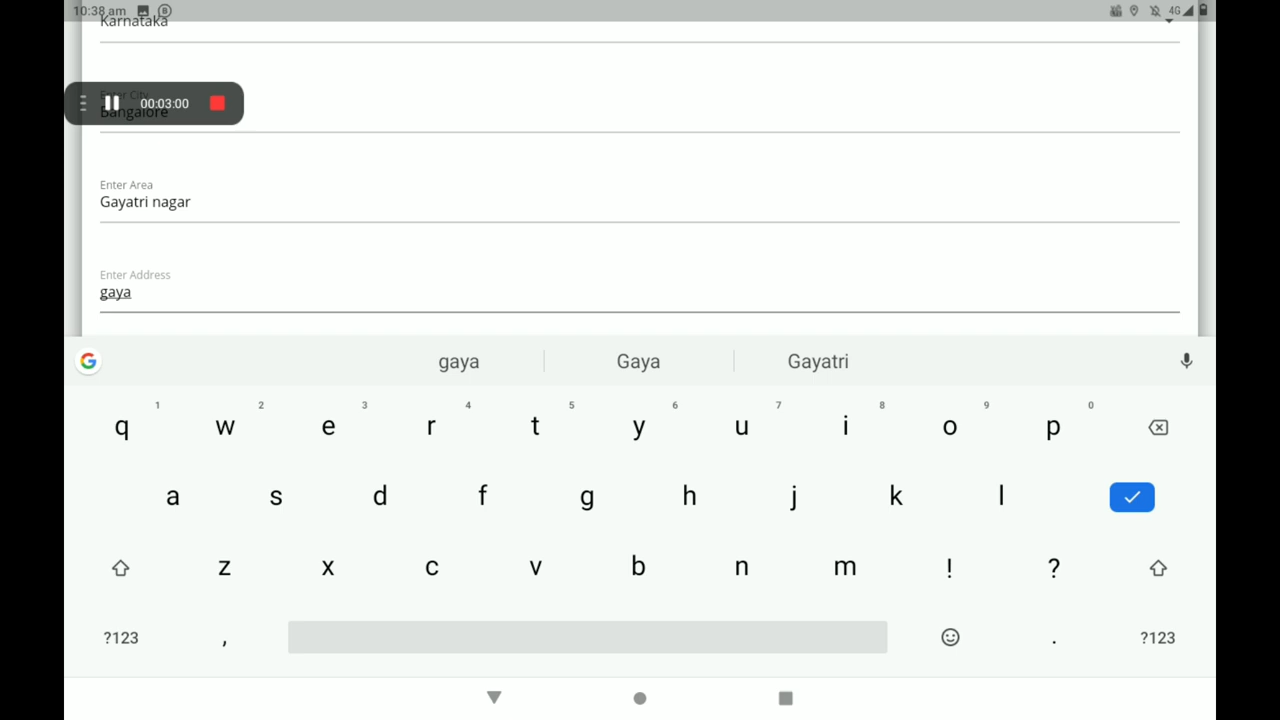 10:38 am
4G
Karnataka
Enter City
00:03:00
Bangalore
Enter Area
Gayatri nagar
Enter Address
gaya
gaya Gaya Gayatri
1 2 3 4 5 6 7 8 9 0
q w e r t y u i o p
a s d f g h j k l
z x c v b n m ! ?
?123 , . ?123